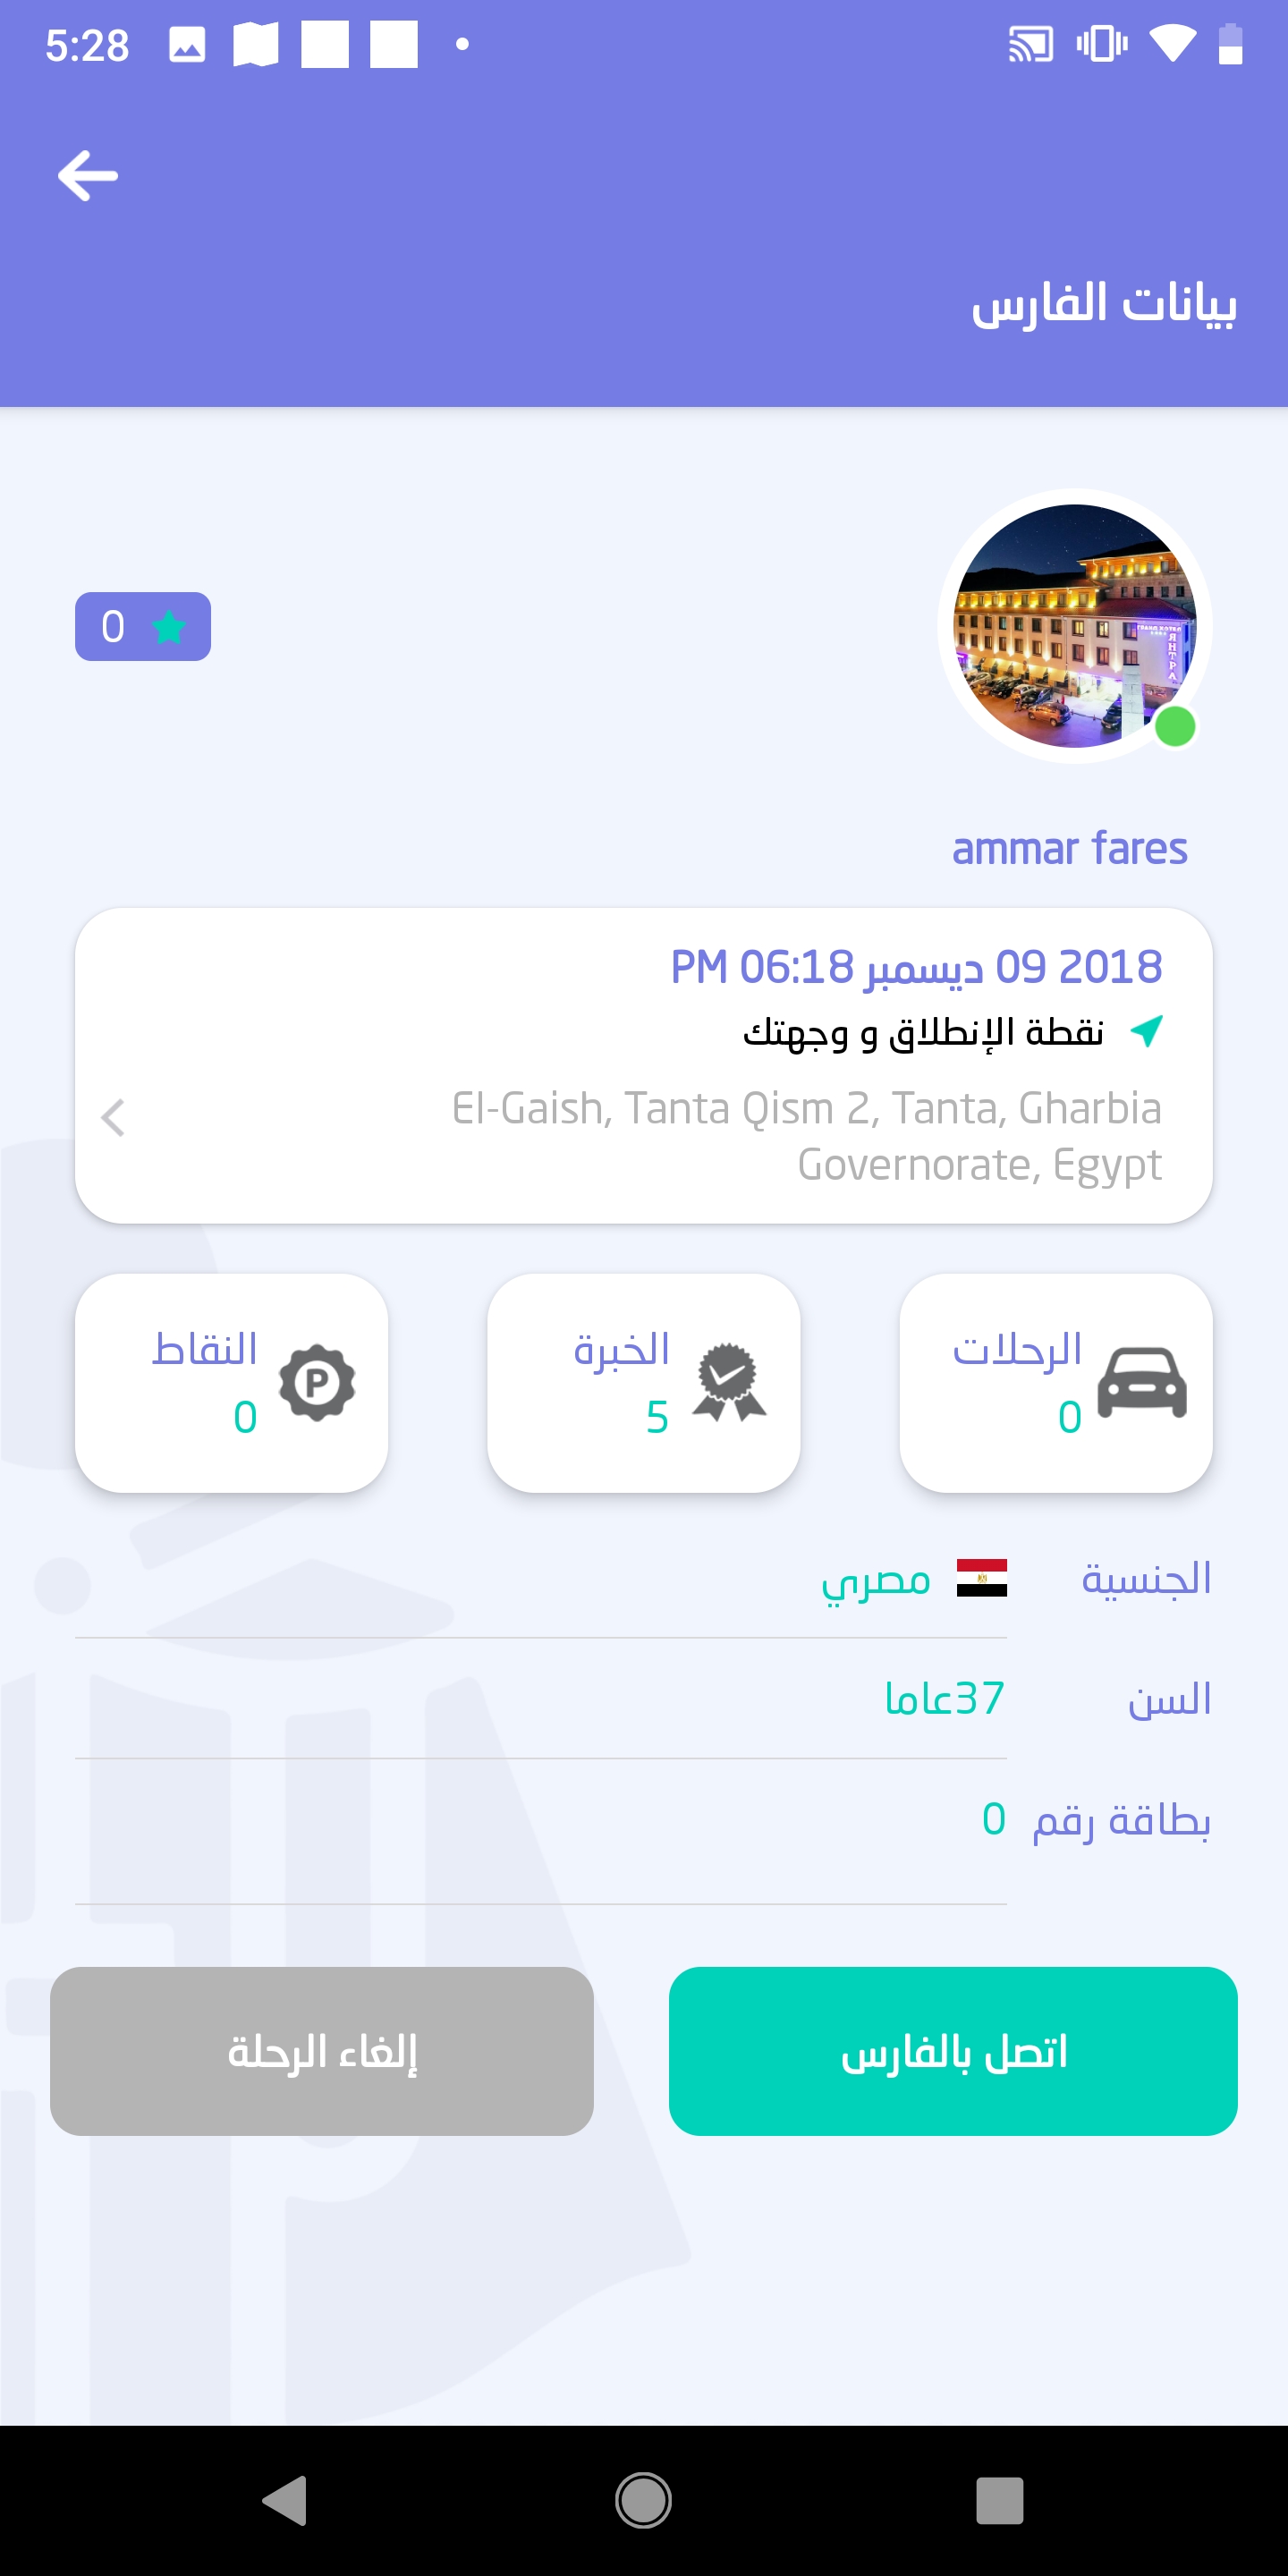 5:28
بيانات الفارس
0
ЯНТРА
ammar fares
2018 09 ديسمبر 06:18 PM
نقطة الإنطلاق و وجهتك
El-Gaish, Tanta Qism 2, Tanta, Gharbia
Governorate, Egypt
الرحلات
0
الخبرة
5
النقاط
0
P
الجنسية مصري
السن 37عاما
بطاقة رقم 0
اتصل بالفارس
إلغاء الرحلة